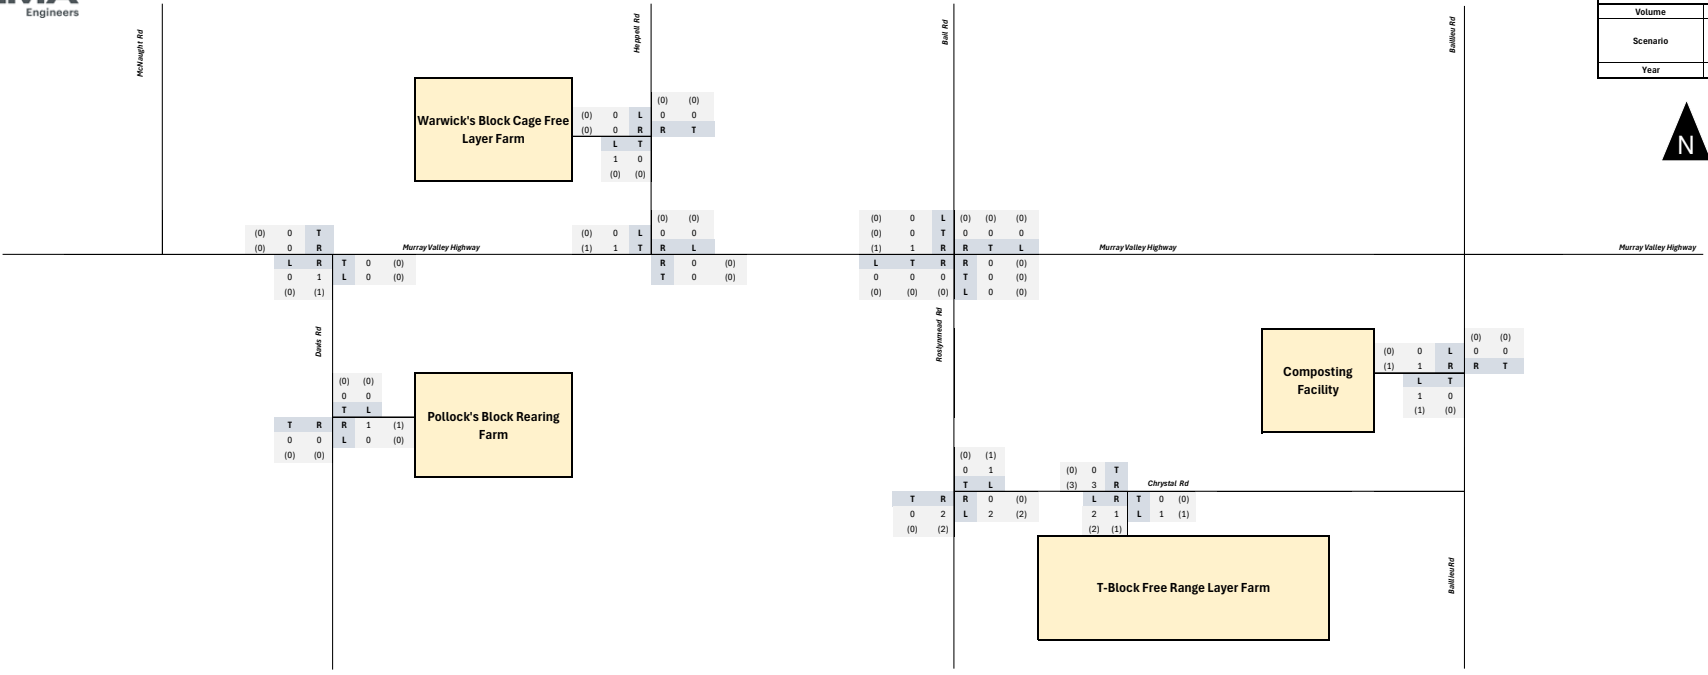 Engineers
McNaught Rd
Heppell Rd
Ball Rd
Baillieu Rd
Volume
Scenario
Year
N
Warwick's Block Cage Free
Layer Farm
(0) 0 L
(0) 0 R
(0) (0)
0 0
R T
L T
1 0
(0) (0)
(0) 0 T
(0) 0 R
Murray Valley Highway
L R
0 1
(0) (1)
T 0 (0)
L 0 (0)
(0) 0 L
(1) 1 T
(0) (0)
0 0
R L
R 0 (0)
T 0 (0)
(0) 0 L
(0) 0 T
(1) 1 R
(0) (0) (0)
0 0 0
R T L
L T R
0 0 0
(0) (0) (0)
R 0 (0)
T 0 (0)
L 0 (0)
Murray Valley Highway
Murray Valley Highway
Davis Rd
Roslynmead Rd
(0) (0)
0 0
T L
T R
0 0
(0) (0)
R 1 (1)
L 0 (0)
Pollock's Block Rearing
Farm
Composting
Facility
(0) 0 L
(1) 1 R
(0) (0)
0 0
R T
L T
1 0
(1) (0)
(0) (1)
0 1
T L
T R
0 2
(0) (2)
R 0 (0)
L 2 (2)
(0) 0 T
(3) 3 R
Chrystal Rd
L R
2 1
(2) (1)
T 0 (0)
L 1 (1)
T-Block Free Range Layer Farm
Baillieu Rd